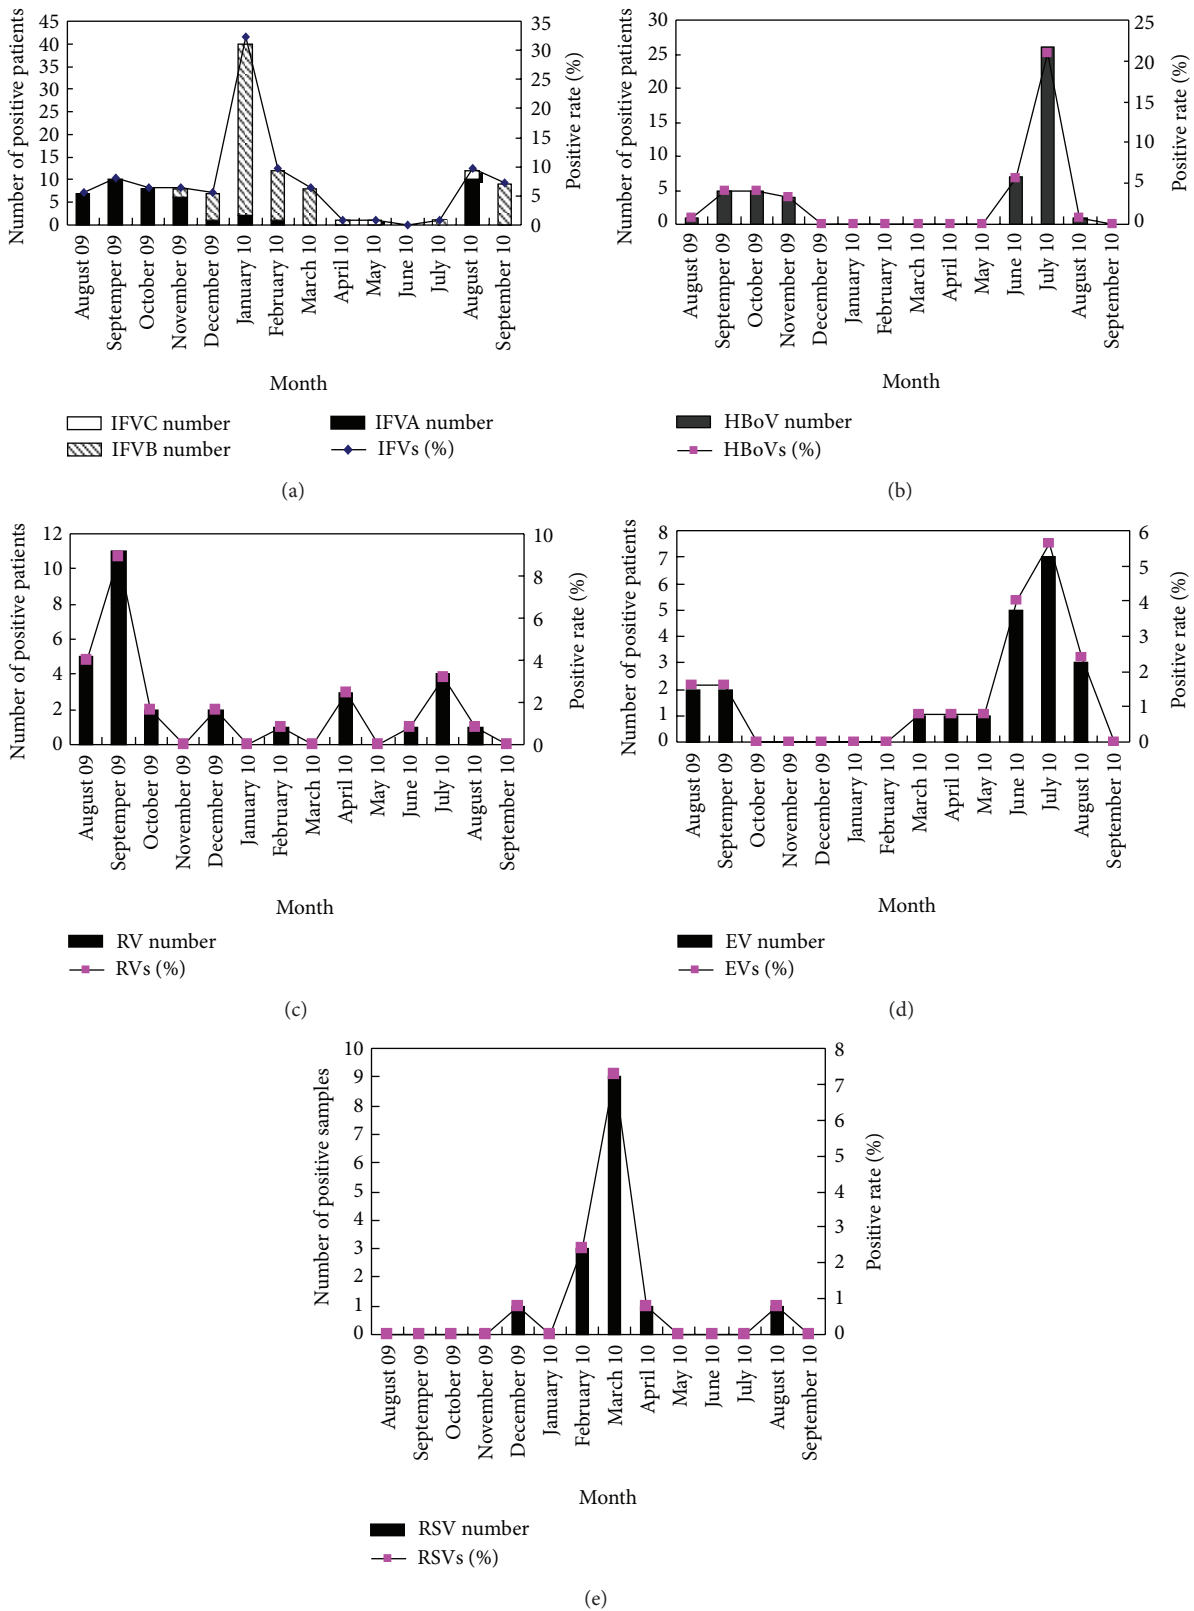 Number of positive patients
45
40
35
30
25
20
15
10
5
0
35
30
25
20
15
10
5
0
Positive rate (%)
August 09
Septemper 09
October 09
November 09
December 09
January 10
February 10
March 10
April 10
May 10
June 10
July 10
August 10
September 10
Month
IFVC number
IFVA number
IFVB number
IFVs (%)
(a)
Number of positive patients
30
25
20
15
10
5
0
25
20
15
10
5
0
Positive rate (%)
August 09
Septemper 09
October 09
November 09
December 09
January 10
February 10
March 10
April 10
May 10
June 10
July 10
August 10
September 10
Month
HBoV number
HBoVs (%)
(b)
Number of positive patients
12
10
8
6
4
2
0
10
8
6
4
2
0
Positive rate (%)
August 09
Septemper 09
October 09
November 09
December 09
January 10
February 10
March 10
April 10
May 10
June 10
July 10
August 10
September 10
Month
RV number
RVs (%)
(c)
Number of positive patients
8
7
6
5
4
3
2
1
0
6
5
4
3
2
1
0
Positive rate (%)
August 09
Septemper 09
October 09
November 09
December 09
January 10
February 10
March 10
April 10
May 10
June 10
July 10
August 10
September 10
Month
EV number
EVs (%)
(d)
Number of positive samples
10
9
8
7
6
5
4
3
2
1
0
8
7
6
5
4
3
2
1
0
Positive rate (%)
August 09
Septemper 09
October 09
November 09
December 09
January 10
February 10
March 10
April 10
May 10
June 10
July 10
August 10
September 10
Month
RSV number
RSVs (%)
(e)